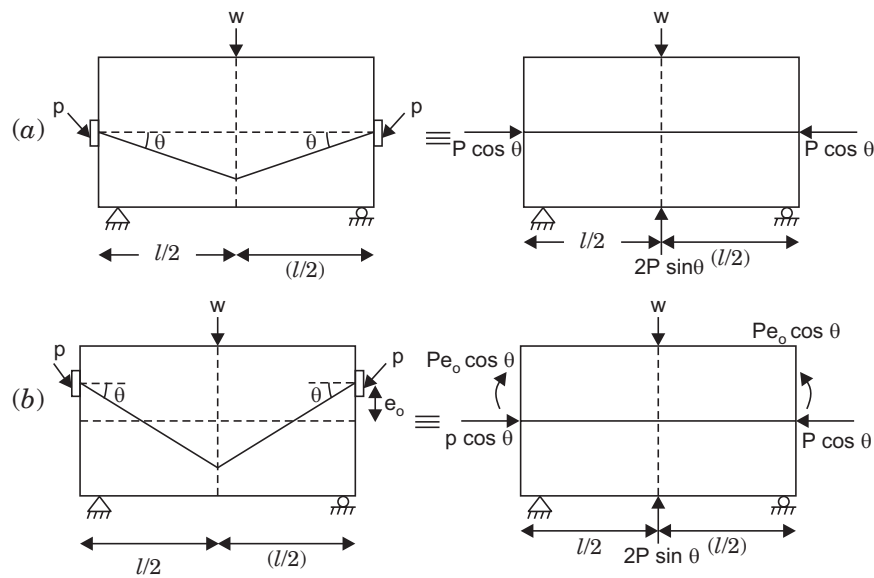 (a)
w
p
p
θ
θ
l/2
(l/2)
≡
w
P cos θ
P cos θ
l/2
(l/2)
2P sinθ
(b)
w
p
p
θ
θ
e₀
l/2
(l/2)
≡
w
Pe₀ cos θ
Pe₀ cos θ
p cos θ
P cos θ
l/2
(l/2)
2P sin θ